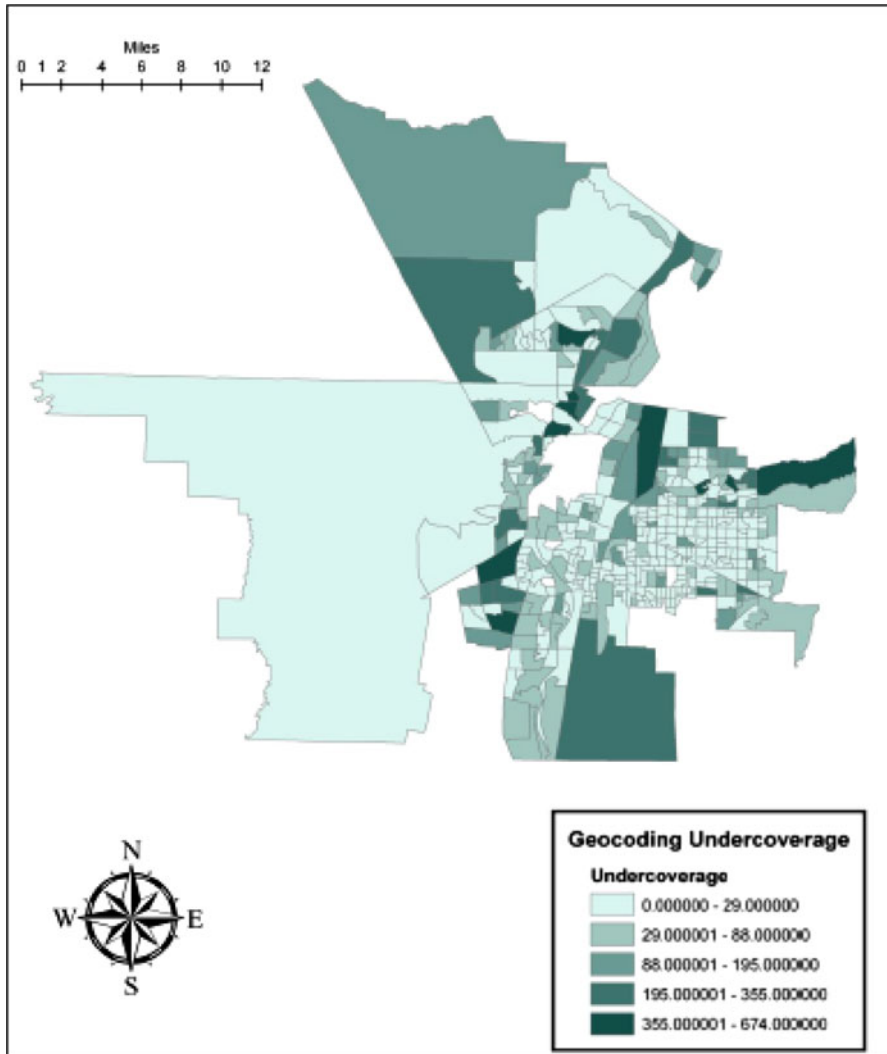 Miles
0 1 2 4 6 8 10 12
N
W E
S
Geocoding Undercoverage
Undercoverage
0.000000 - 29.000000
29.000001 - 88.000000
88.000001 - 195.000000
195.000001 - 355.000000
355.000001 - 674.000000